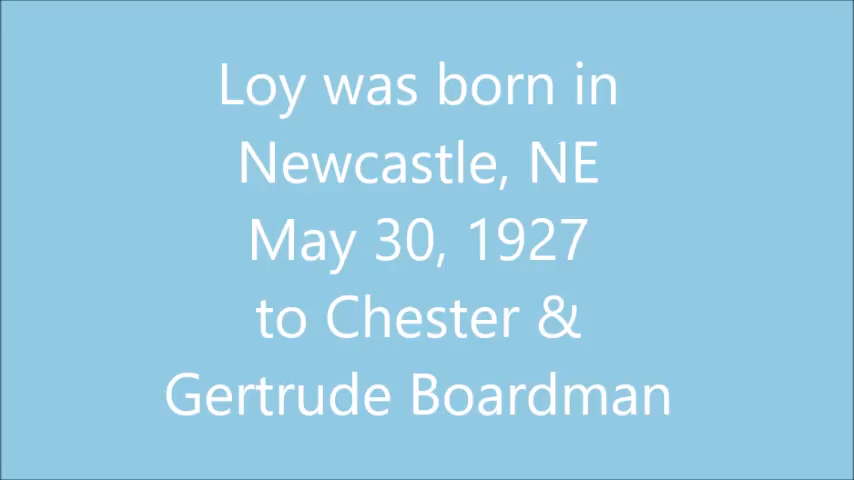 Loy was born in
Newcastle, NE
May 30, 1927
to Chester &
Gertrude Boardman